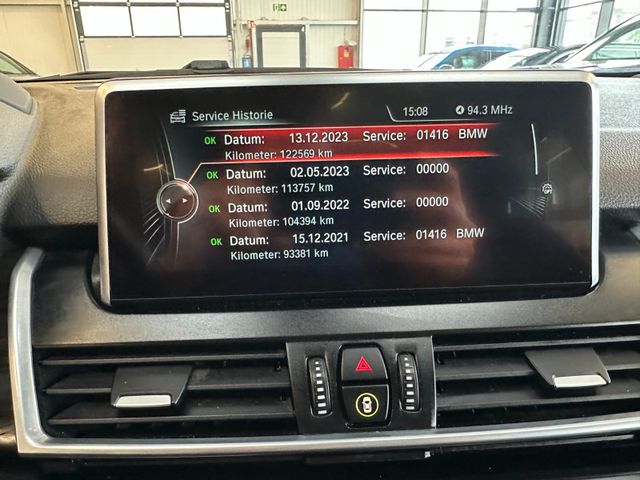 Service Historie
15:08
94.3 MHz
OK Datum: 13.12.2023 Service: 01416 BMW
Kilometer: 122569 km
OK Datum: 02.05.2023 Service: 00000
Kilometer: 113757 km
OK Datum: 01.09.2022 Service: 00000
Kilometer: 104394 km
OK Datum: 15.12.2021 Service: 01416 BMW
Kilometer: 93381 km